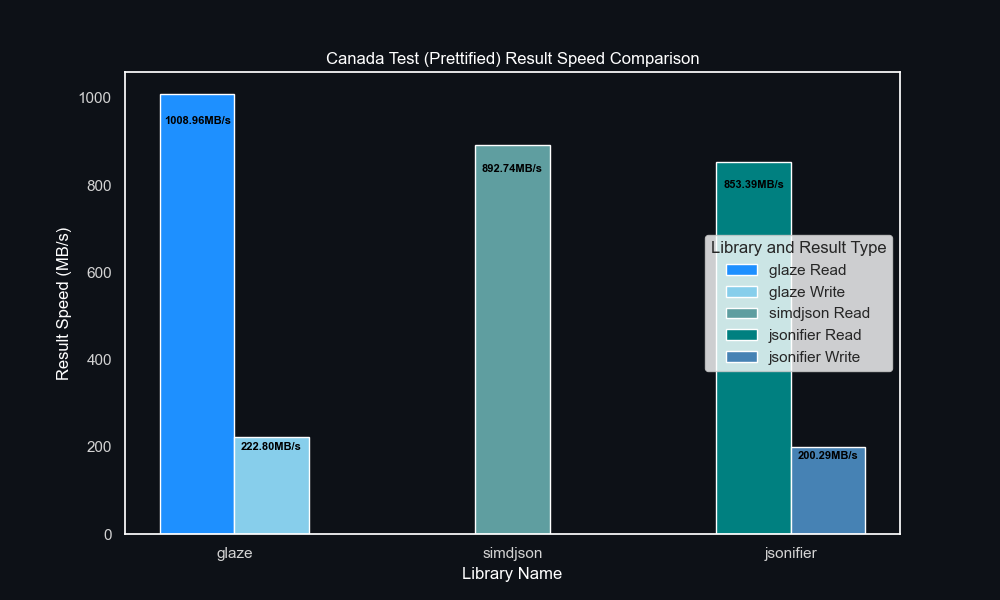 Canada Test (Prettified) Result Speed Comparison
Result Speed (MB/s)
1000
800
600
400
200
0
1008.96MB/s
222.80MB/s
892.74MB/s
853.39MB/s
200.29MB/s
Library and Result Type
glaze Read
glaze Write
simdjson Read
jsonifier Read
jsonifier Write
glaze
simdjson
jsonifier
Library Name